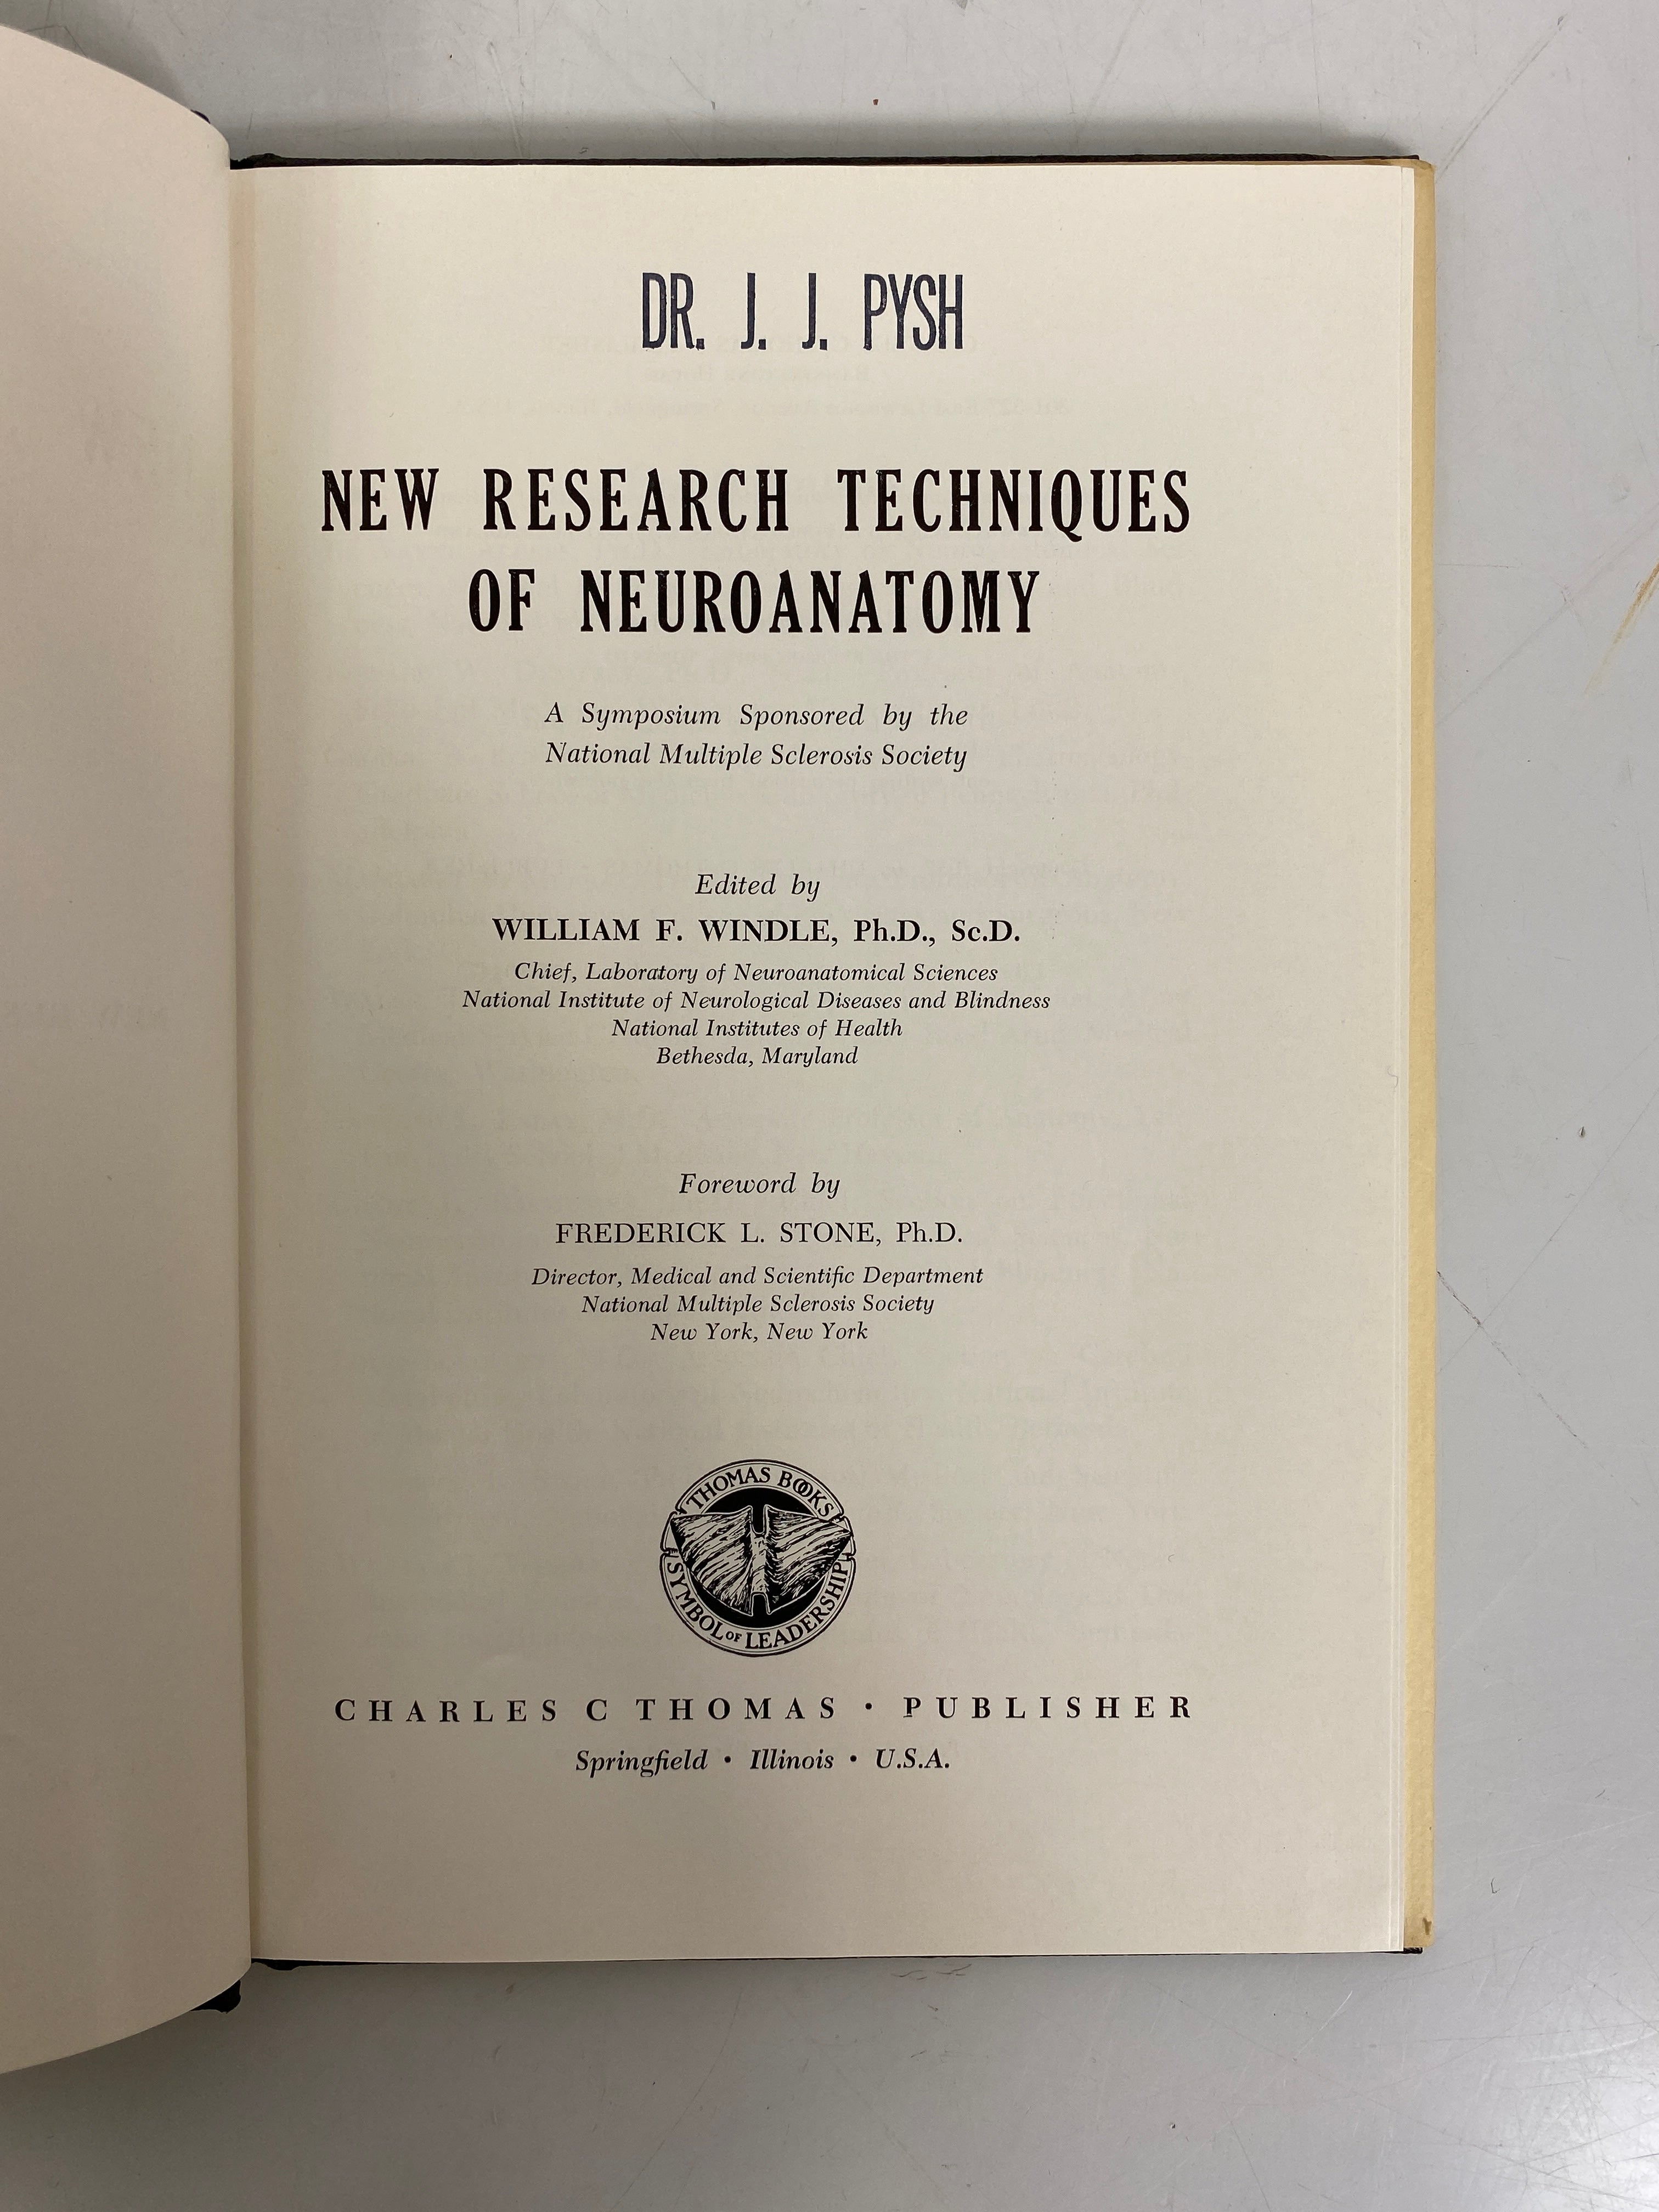 DR. J. J. PYSH
NEW RESEARCH TECHNIQUES
OF NEUROANATOMY
A Symposium Sponsored by the
National Multiple Sclerosis Society
Edited by
WILLIAM F. WINDLE, Ph.D., Sc.D.
Chief, Laboratory of Neuroanatomical Sciences
National Institute of Neurological Diseases and Blindness
National Institutes of Health
Bethesda, Maryland
Foreword by
FREDERICK L. STONE, Ph.D.
Director, Medical and Scientific Department
National Multiple Sclerosis Society
New York, New York
THOMAS BOOKS
SYMBOL OF LEADERSHIP
CHARLES C THOMAS • PUBLISHER
Springfield • Illinois • U.S.A.